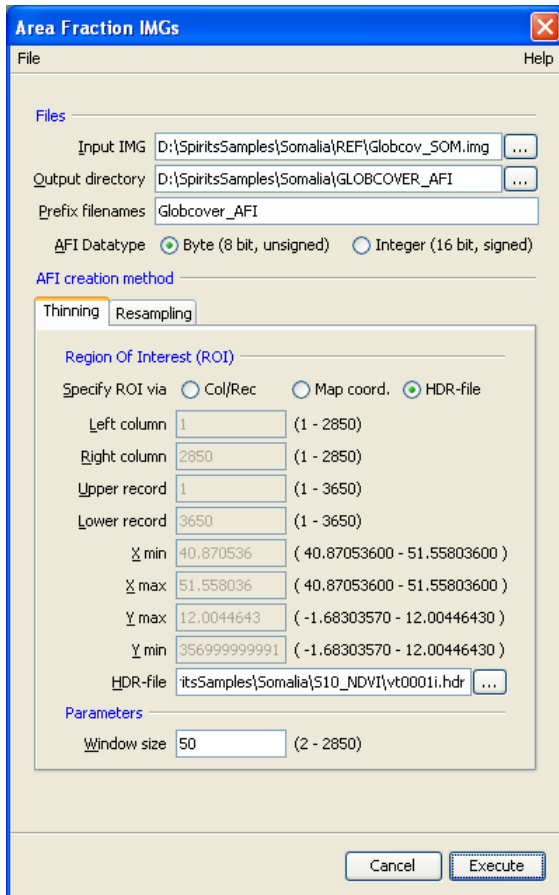 Area Fraction IMGs
File Help
Files
Input IMG D:\SpiritsSamples\Somalia\REF\Globcov_SOM.img ...
Output directory D:\SpiritsSamples\Somalia\GLOBCOVER_AFI ...
Prefix filenames Globcover_AFI
AFI Datatype Byte (8 bit, unsigned) Integer (16 bit, signed)
AFI creation method
Thinning Resampling
Region Of Interest (ROI)
Specify ROI via Col/Rec Map coord. HDR-file
Left column 1 (1 - 2850)
Right column 2850 (1 - 2850)
Upper record 1 (1 - 3650)
Lower record 3650 (1 - 3650)
X min 40.870536 ( 40.87053600 - 51.55803600 )
X max 51.558036 ( 40.87053600 - 51.55803600 )
Y max 12.0044643 ( -1.68303570 - 12.00446430 )
Y min 356999999991 ( -1.68303570 - 12.00446430 )
HDR-file itsSamples\Somalia\S10_NDVI\vt0001i.hdr ...
Parameters
Window size 50 (2 - 2850)
Cancel Execute